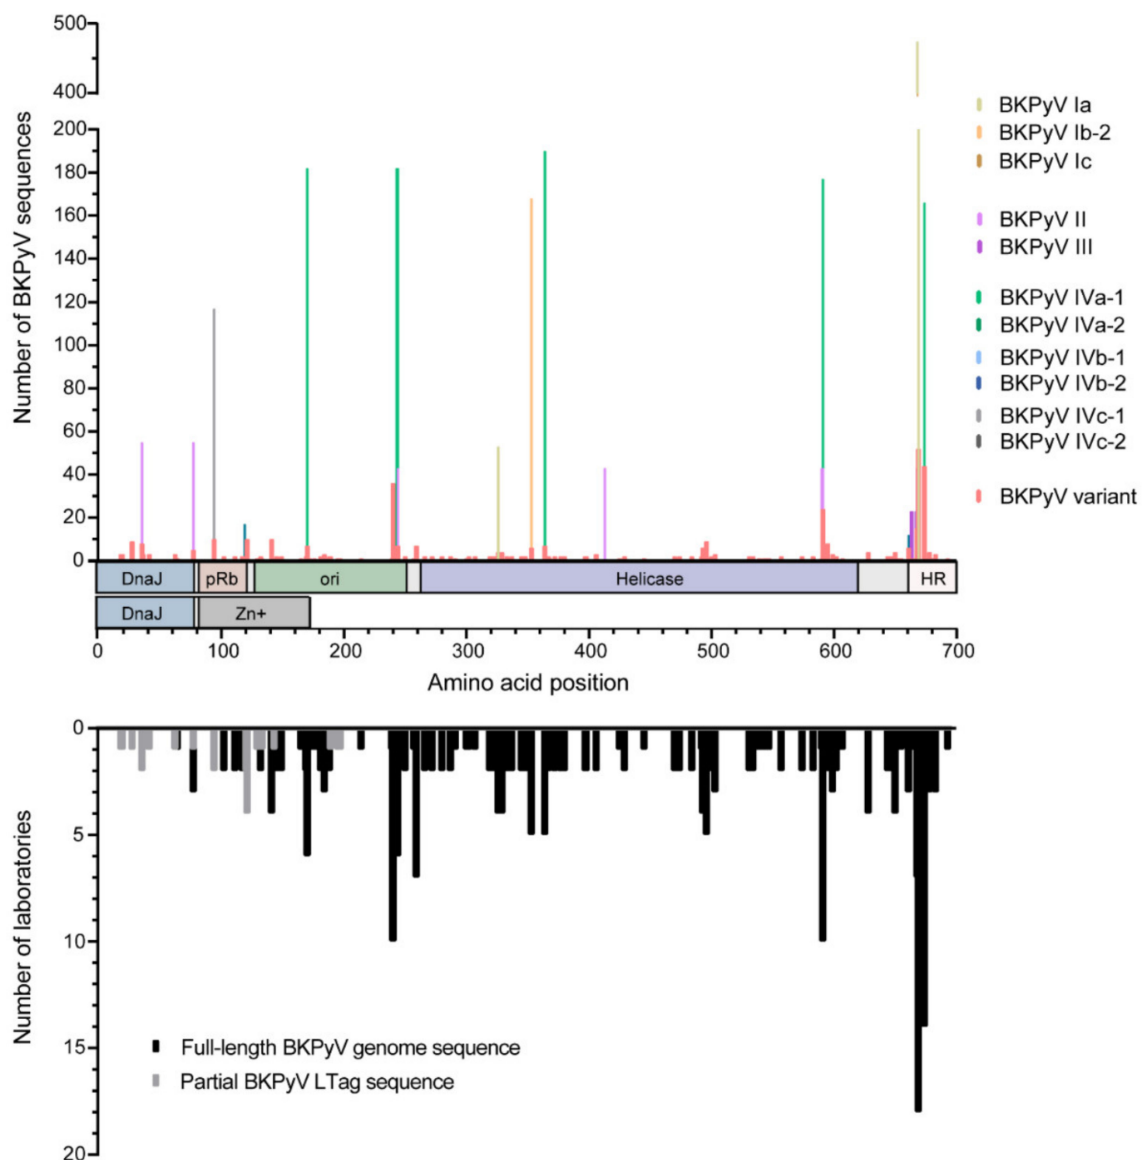 Number of BKPyV sequences
500
400
200
180
160
140
120
100
80
60
40
20
0
BKPyV Ia
BKPyV Ib-2
BKPyV Ic
BKPyV II
BKPyV III
BKPyV IVa-1
BKPyV IVa-2
BKPyV IVb-1
BKPyV IVb-2
BKPyV IVc-1
BKPyV IVc-2
BKPyV variant
DnaJ pRb ori Helicase HR
DnaJ Zn+
0 100 200 300 400 500 600 700
Amino acid position
Number of laboratories
0
5
10
15
20
Full-length BKPyV genome sequence
Partial BKPyV LTag sequence